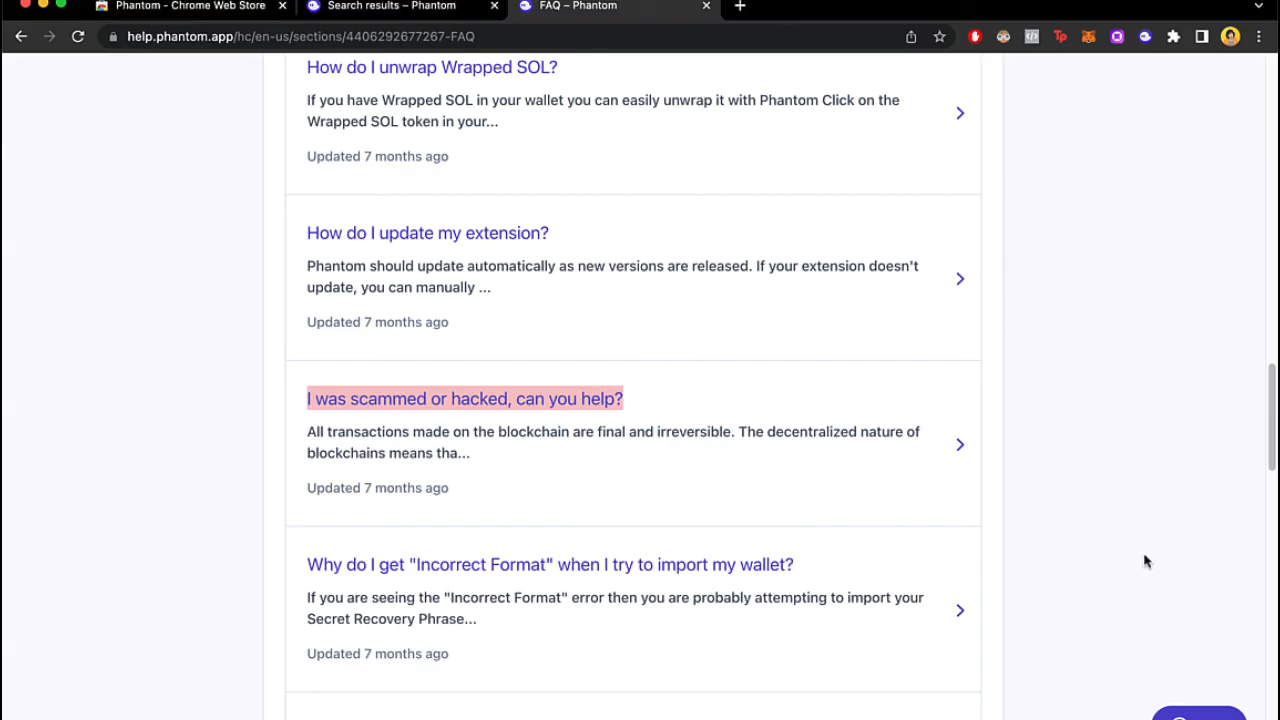 Phantom - Chrome Web Store
Search results – Phantom
FAQ – Phantom
help.phantom.app/hc/en-us/sections/4406292677267-FAQ
How do I unwrap Wrapped SOL?
If you have Wrapped SOL in your wallet you can easily unwrap it with Phantom Click on the
Wrapped SOL token in your...
Updated 7 months ago
How do I update my extension?
Phantom should update automatically as new versions are released. If your extension doesn't
update, you can manually ...
Updated 7 months ago
I was scammed or hacked, can you help?
All transactions made on the blockchain are final and irreversible. The decentralized nature of
blockchains means tha...
Updated 7 months ago
Why do I get "Incorrect Format" when I try to import my wallet?
If you are seeing the "Incorrect Format" error then you are probably attempting to import your
Secret Recovery Phrase...
Updated 7 months ago